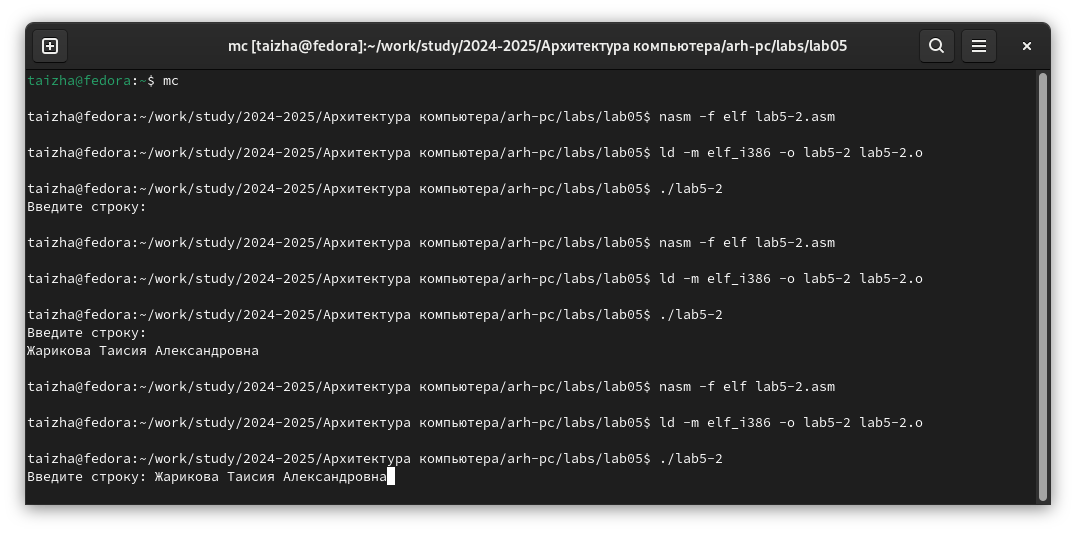 mc [taizha@fedora]:~/work/study/2024-2025/Архитектура компьютера/arh-pc/labs/lab05
taizha@fedora:~$ mc
taizha@fedora:~/work/study/2024-2025/Архитектура компьютера/arh-pc/labs/lab05$ nasm -f elf lab5-2.asm
taizha@fedora:~/work/study/2024-2025/Архитектура компьютера/arh-pc/labs/lab05$ ld -m elf_i386 -o lab5-2 lab5-2.o
taizha@fedora:~/work/study/2024-2025/Архитектура компьютера/arh-pc/labs/lab05$ ./lab5-2
Введите строку:
taizha@fedora:~/work/study/2024-2025/Архитектура компьютера/arh-pc/labs/lab05$ nasm -f elf lab5-2.asm
taizha@fedora:~/work/study/2024-2025/Архитектура компьютера/arh-pc/labs/lab05$ ld -m elf_i386 -o lab5-2 lab5-2.o
taizha@fedora:~/work/study/2024-2025/Архитектура компьютера/arh-pc/labs/lab05$ ./lab5-2
Введите строку:
Жарикова Таисия Александровна
taizha@fedora:~/work/study/2024-2025/Архитектура компьютера/arh-pc/labs/lab05$ nasm -f elf lab5-2.asm
taizha@fedora:~/work/study/2024-2025/Архитектура компьютера/arh-pc/labs/lab05$ ld -m elf_i386 -o lab5-2 lab5-2.o
taizha@fedora:~/work/study/2024-2025/Архитектура компьютера/arh-pc/labs/lab05$ ./lab5-2
Введите строку: Жарикова Таисия Александровна